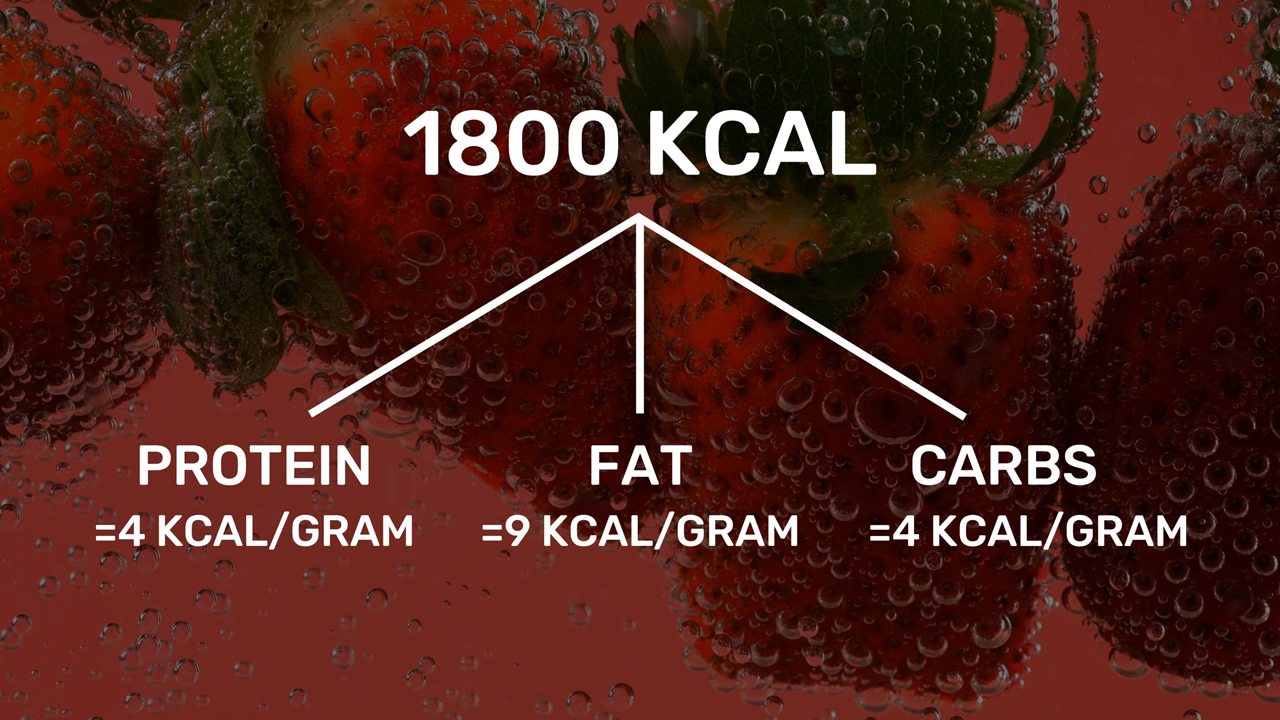 1800 KCAL
PROTEIN
FAT
CARBS
=4 KCAL/GRAM
=9 KCAL/GRAM
=4 KCAL/GRAM